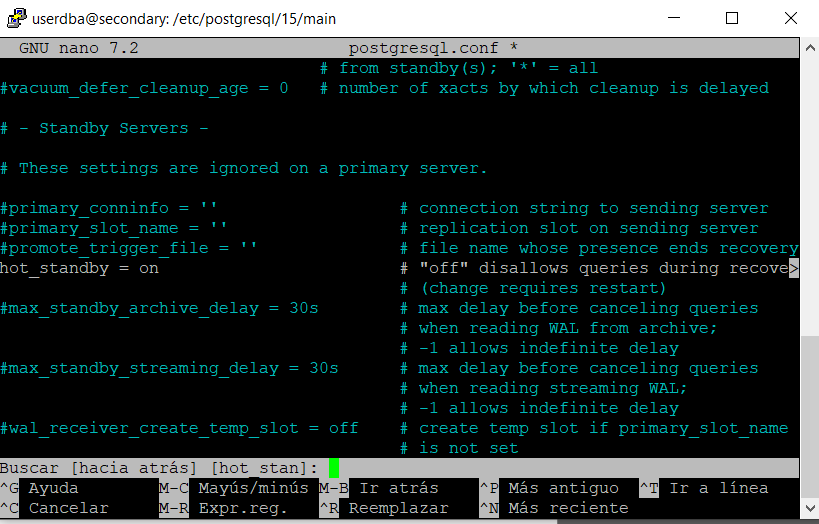 userdba@secondary: /etc/postgresql/15/main
GNU nano 7.2 postgresql.conf *
# from standby(s); '*' = all
#vacuum_defer_cleanup_age = 0 # number of xacts by which cleanup is delayed
# - Standby Servers -
# These settings are ignored on a primary server.
#primary_conninfo = '' # connection string to sending server
#primary_slot_name = '' # replication slot on sending server
#promote_trigger_file = '' # file name whose presence ends recovery
hot_standby = on # "off" disallows queries during recove>
# (change requires restart)
#max_standby_archive_delay = 30s # max delay before canceling queries
# when reading WAL from archive;
# -1 allows indefinite delay
#max_standby_streaming_delay = 30s # max delay before canceling queries
# when reading streaming WAL;
# -1 allows indefinite delay
#wal_receiver_create_temp_slot = off # create temp slot if primary_slot_name
# is not set
Buscar [hacia atrás] [hot_stan]:
^G Ayuda M-C Mayús/minús M-B Ir atrás ^P Más antiguo ^T Ir a línea
^C Cancelar M-R Expr.reg. ^R Reemplazar ^N Más reciente